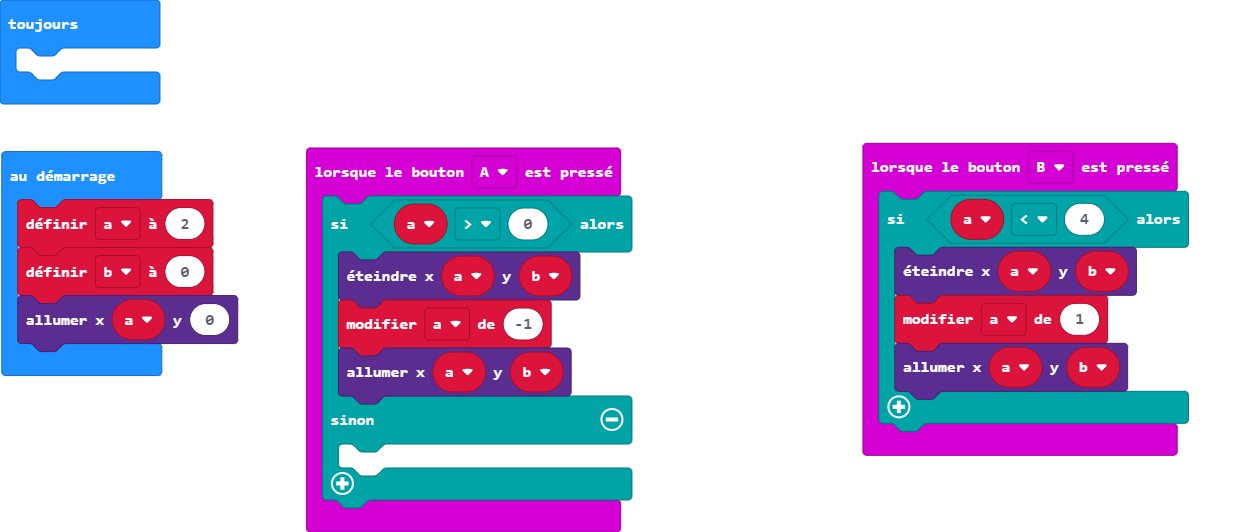 toujours
au démarrage
définir a à 2
définir b à 0
allumer x a y 0
lorsque le bouton A est pressé
si a > 0 alors
éteindre x a y b
modifier a de -1
allumer x a y b
sinon
lorsque le bouton B est pressé
si a < 4 alors
éteindre x a y b
modifier a de 1
allumer x a y b